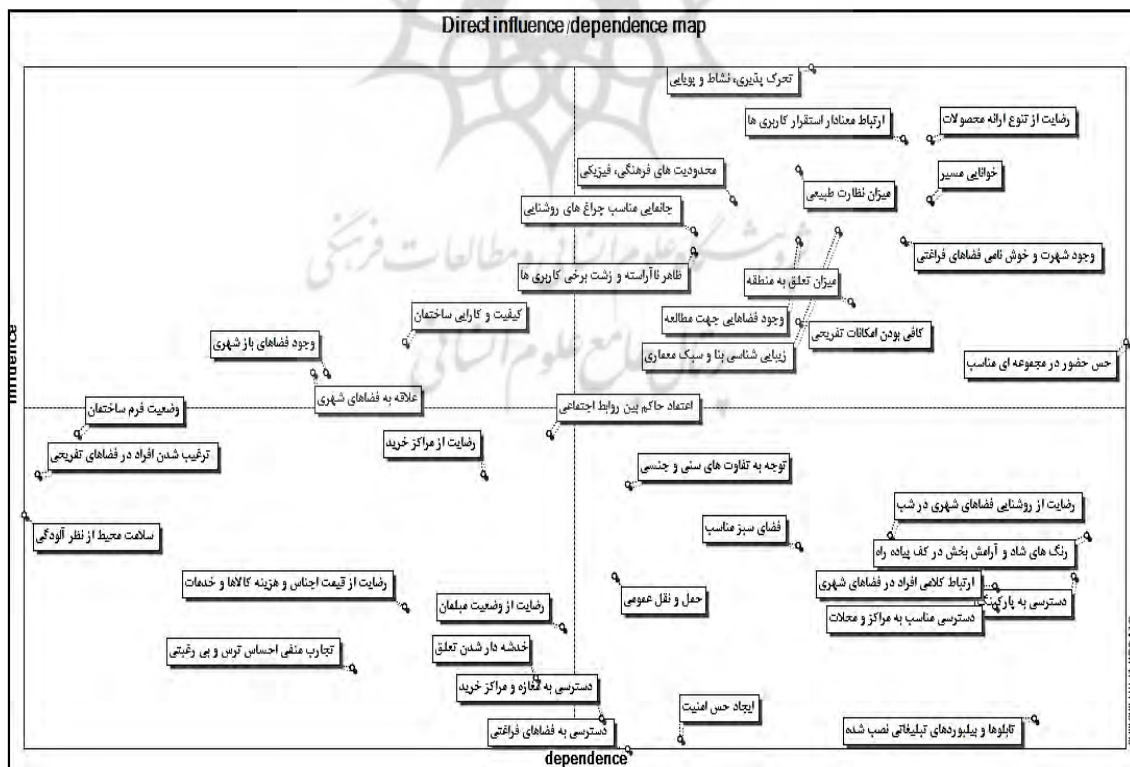 Direct influence/dependence map
تحرک پذیری، نشاط و پویایی
ارتباط معنادار استقرار کاربری ها
رضایت از تنوع ارائه محصولات
محدودیت های فرهنگی، فیزیکی
میزان نظارت طبیعی
خوانایی مسیر
جانمایی مناسب چراغ های روشنایی
وجود شهرت و خوش نامی فضاهای فراغتی
پژوهشگاه علوم انسانی و مطالعات فرهنگی
ظاهر ناآراسته و زشت برخی کاربری ها
میزان تعلق به منطقه
کیفیت و کارایی ساختمان
وجود فضاهایی جهت مطالعه
کافی بودن امکانات تفریحی
وجود فضاهای باز شهری
زیبایی شناسی بنا و سبک معماری
حس حضور در مجموعه ای مناسب
پرتال جامع علوم انسانی
influence
علاقه به فضاهای شهری
وضعیت فرم ساختمان
اعتماد حاکم بین روابط اجتماعی
رضایت از مراکز خرید
ترغیب شدن افراد در فضاهای تفریحی
توجه به تفاوت های سنی و جنسی
رضایت از روشنایی فضاهای شهری در شب
فضای سبز مناسب
سلامت محیط از نظر آلودگی
رنگ های شاد و آرامش بخش در کف پیاده راه
رضایت از قیمت اجناس و هزینه کالاها و خدمات
ارتباط کلامی افراد در فضاهای شهری
حمل و نقل عمومی
دسترسی به پارکینگ
رضایت از وضعیت مبلمان
دسترسی مناسب به مراکز و محلات
خدشه دار شدن تعلق
تجارب منفی احساس ترس و بی رغبتی
دسترسی به مغازه و مراکز خرید
ایجاد حس امنیت
دسترسی به فضاهای فراغتی
تابلوها و بیلبوردهای تبلیغاتی نصب شده
dependence